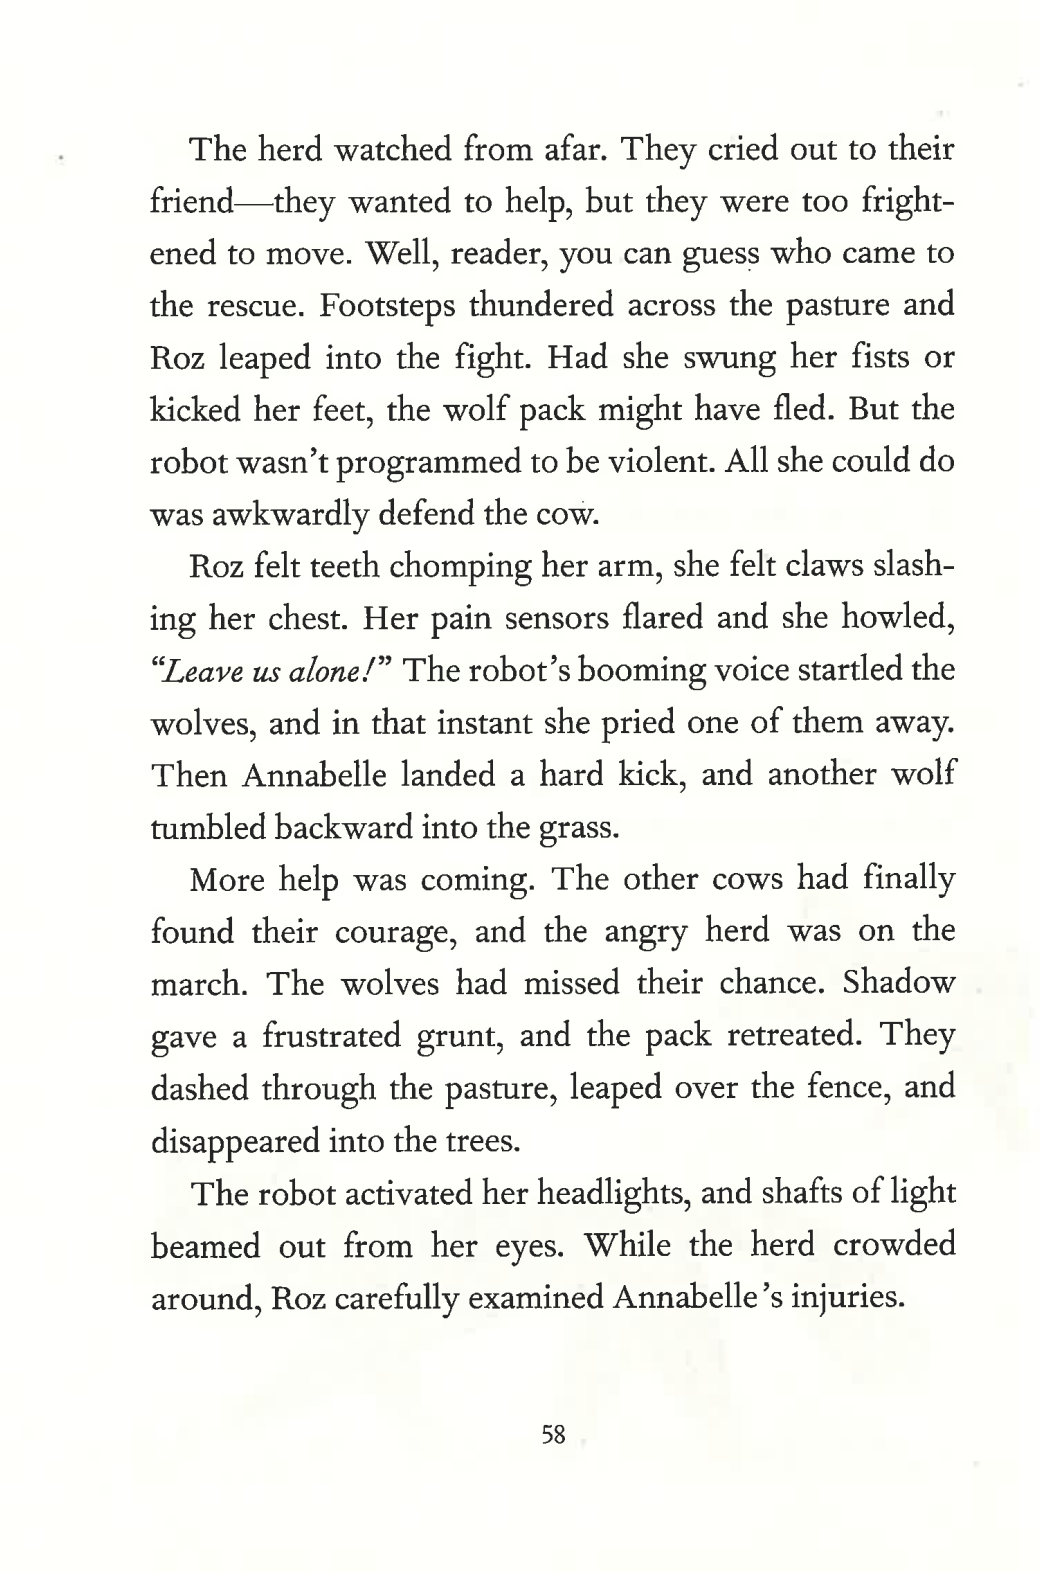 The herd watched from afar. They cried out to their
friend—they wanted to help, but they were too fright-
ened to move. Well, reader, you can guess who came to
the rescue. Footsteps thundered across the pasture and
Roz leaped into the fight. Had she swung her fists or
kicked her feet, the wolf pack might have fled. But the
robot wasn’t programmed to be violent. All she could do
was awkwardly defend the cow.
Roz felt teeth chomping her arm, she felt claws slash-
ing her chest. Her pain sensors flared and she howled,
“Leave us alone!” The robot’s booming voice startled the
wolves, and in that instant she pried one of them away.
Then Annabelle landed a hard kick, and another wolf
tumbled backward into the grass.
More help was coming. The other cows had finally
found their courage, and the angry herd was on the
march. The wolves had missed their chance. Shadow
gave a frustrated grunt, and the pack retreated. They
dashed through the pasture, leaped over the fence, and
disappeared into the trees.
The robot activated her headlights, and shafts of light
beamed out from her eyes. While the herd crowded
around, Roz carefully examined Annabelle’s injuries.
58